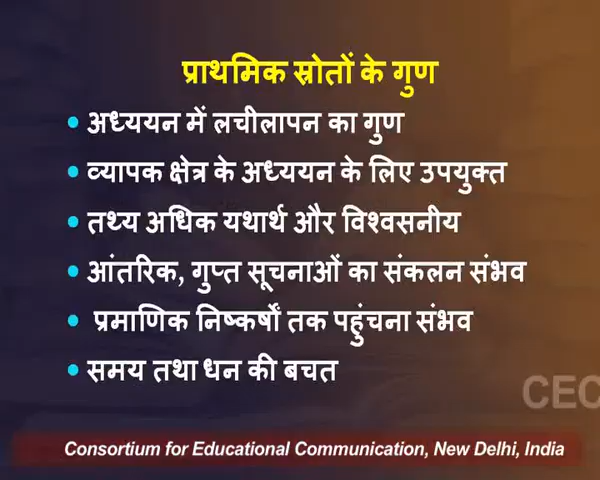 प्राथमिक स्रोतों के गुण
• अध्ययन में लचीलापन का गुण
• व्यापक क्षेत्र के अध्ययन के लिए उपयुक्त
• तथ्य अधिक यथार्थ और विश्वसनीय
• आंतरिक, गुप्त सूचनाओं का संकलन संभव
• प्रमाणिक निष्कर्षों तक पहुंचना संभव
• समय तथा धन की बचत
CEC
Consortium for Educational Communication, New Delhi, India